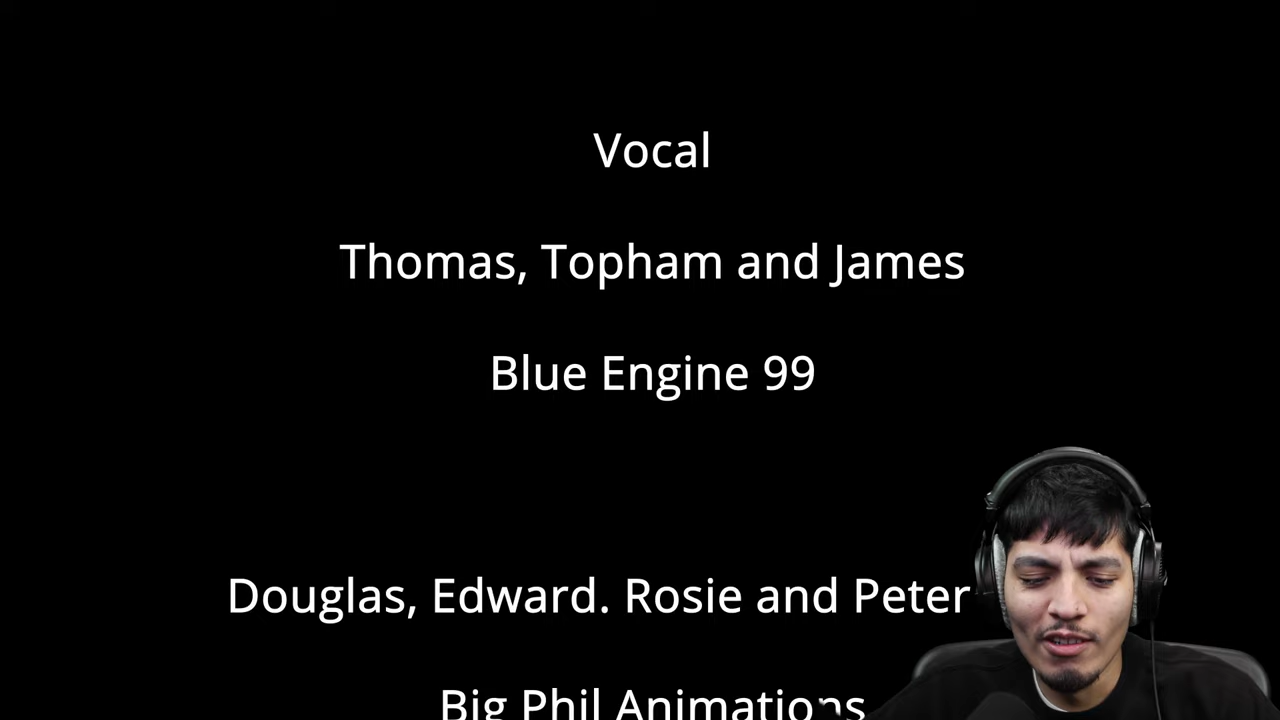 Vocal
Thomas, Topham and James
Blue Engine 99
Douglas, Edward. Rosie and Peter
Big Phil Animations